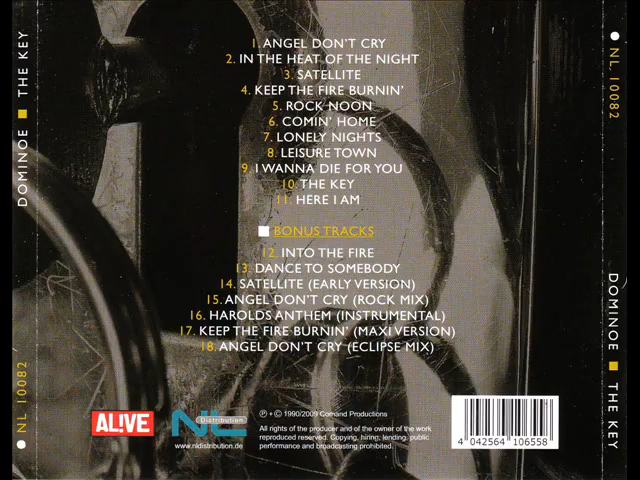 DOMINOE ■ THE KEY
● NL 10082
1. ANGEL DON'T CRY
2. IN THE HEAT OF THE NIGHT
3. SATELLITE
4. KEEP THE FIRE BURNIN'
5. ROCK NOON
6. COMIN' HOME
7. LONELY NIGHTS
8. LEISURE TOWN
9. I WANNA DIE FOR YOU
10. THE KEY
11. HERE I AM
BONUS TRACKS
12. INTO THE FIRE
13. DANCE TO SOMEBODY
14. SATELLITE (EARLY VERSION)
15. ANGEL DON'T CRY (ROCK MIX)
16. HAROLDS ANTHEM (INSTRUMENTAL)
17. KEEP THE FIRE BURNIN' (MAXI VERSION)
18. ANGEL DON'T CRY (ECLIPSE MIX)
AL!VE
NL Distribution
www.nldistribution.de
℗ + © 1990/2009 Comand Productions
All rights of the producer and of the owner of the work
reproduced reserved. Copying, hiring, lending, public
performance and broadcasting prohibited.
4 042564 106558
● NL 10082
DOMINOE ■ THE KEY